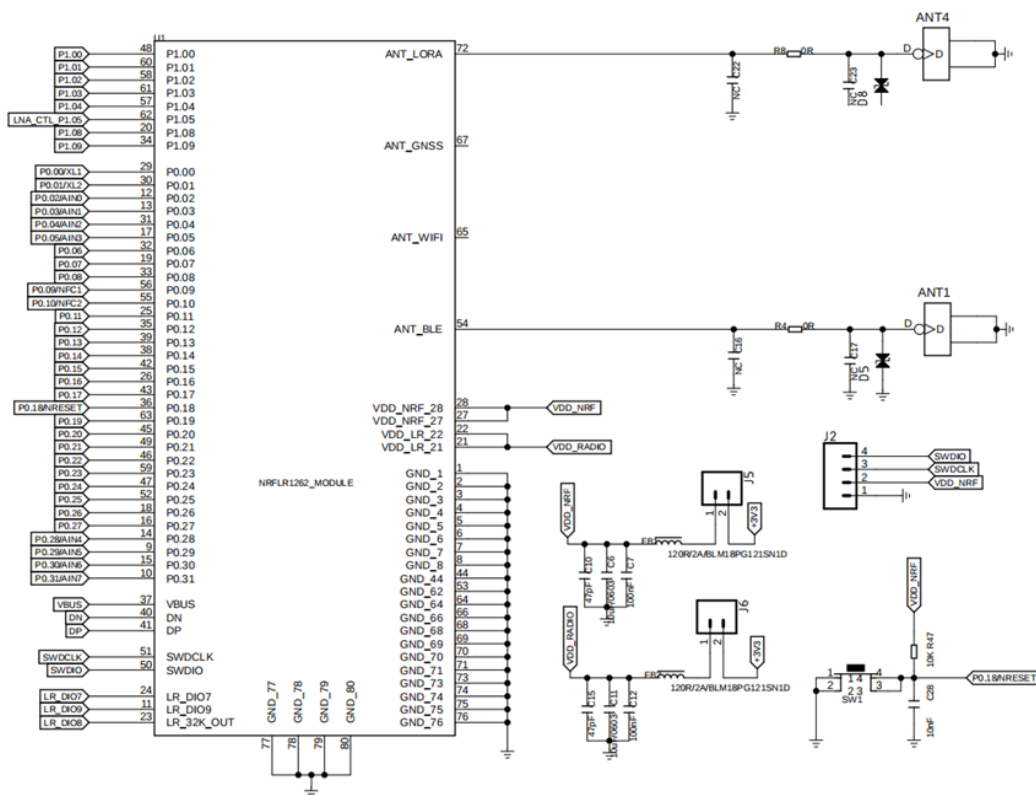 U1
NRFLR1262_MODULE
P1.00 48 P1.00
P1.01 60 P1.01
P1.02 58 P1.02
P1.03 61 P1.03
P1.04 57 P1.04
LNA_CTL_P1.05 62 P1.05
P1.08 20 P1.08
P1.09 34 P1.09
P0.00/XL1 29 P0.00
P0.01/XL2 30 P0.01
P0.02/AIN0 12 P0.02
P0.03/AIN1 13 P0.03
P0.04/AIN2 31 P0.04
P0.05/AIN3 17 P0.05
P0.06 32 P0.06
P0.07 19 P0.07
P0.08 33 P0.08
P0.09/NFC1 56 P0.09
P0.10/NFC2 55 P0.10
P0.11 25 P0.11
P0.12 35 P0.12
P0.13 39 P0.13
P0.14 38 P0.14
P0.15 42 P0.15
P0.16 26 P0.16
P0.17 43 P0.17
P0.18/NRESET 36 P0.18
P0.19 63 P0.19
P0.20 45 P0.20
P0.21 49 P0.21
P0.22 46 P0.22
P0.23 59 P0.23
P0.24 47 P0.24
P0.25 52 P0.25
P0.26 18 P0.26
P0.27 16 P0.27
P0.28/AIN4 14 P0.28
P0.29/AIN5 9 P0.29
P0.30/AIN6 15 P0.30
P0.31/AIN7 10 P0.31
VBUS 37 VBUS
DN 40 DN
DP 41 DP
SWDCLK 51 SWDCLK
SWDIO 50 SWDIO
LR_DIO7 24 LR_DIO7
LR_DIO9 11 LR_DIO9
LR_DIO8 23 LR_32K_OUT
GND_77 GND_78 GND_79 GND_80
77 78 79 80
ANT_LORA 72
ANT_GNSS 67
ANT_WIFI 65
ANT_BLE 54
VDD_NRF_28 28 VDD_NRF
VDD_NRF_27 27
VDD_LR_22 22
VDD_LR_21 21 VDD_RADIO
GND_1 1
GND_2 2
GND_3 3
GND_4 4
GND_5 5
GND_6 6
GND_7 7
GND_8 8
GND_44 44
GND_62 53
GND_64 64
GND_66 66
GND_68 68
GND_69 69
GND_70 70
GND_71 71
GND_73 73
GND_74 74
GND_75 75
GND_76 76
C22 NC
R8 0R
C23 NC
D8
ANT4
D D
C16 NC
R4 0R
C17 NC
D5
ANT1
D D
J2
4 SWDIO
3 SWDCLK
2 VDD_NRF
1
VDD_NRF
C10 47pF
C6
C7 100nF
120R/2A/BLM18PG121SN1D
J5
1 2
+3V3
VDD_RADIO
C15 47pF
C11
C12 100nF
120R/2A/BLM18PG121SN1D
J6
1 2
+3V3
VDD_NRF
10K R47
P0.18/NRESET
C28 10nF
1 1 4 4
2 2 3 3
SW1